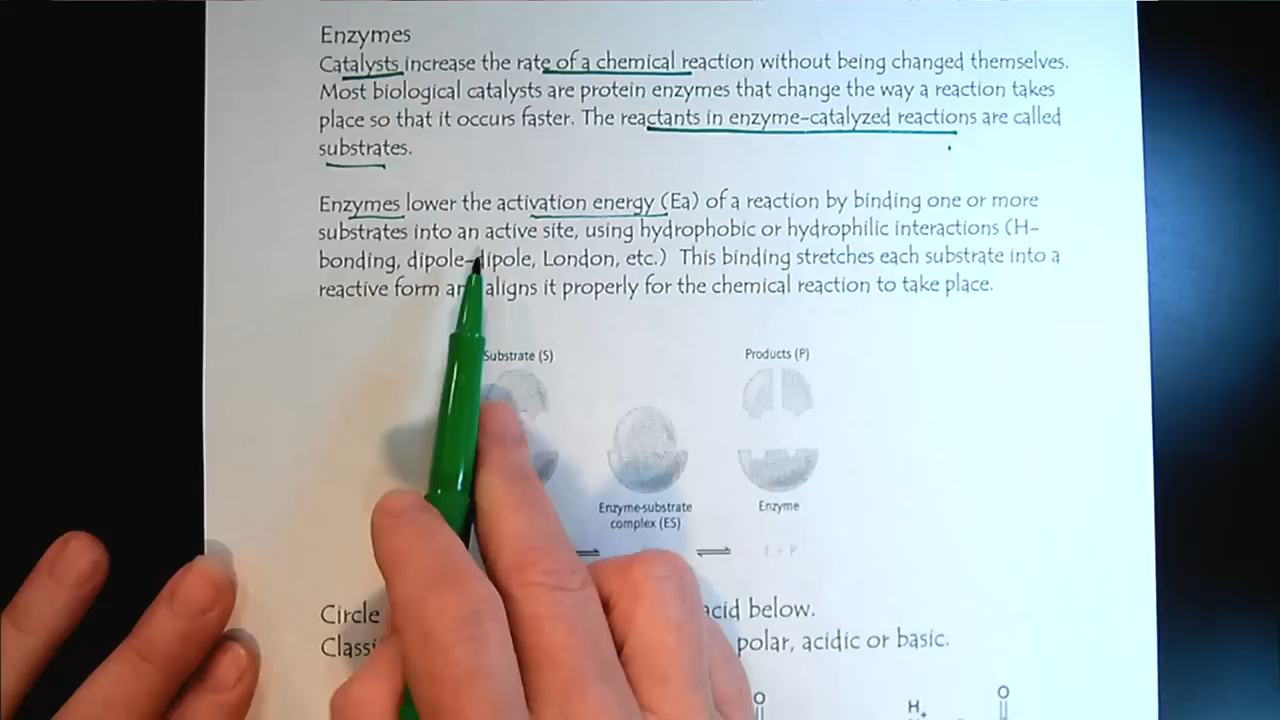 Enzymes
Catalysts increase the rate of a chemical reaction without being changed themselves.
Most biological catalysts are protein enzymes that change the way a reaction takes
place so that it occurs faster. The reactants in enzyme-catalyzed reactions are called
substrates.
Enzymes lower the activation energy (Ea) of a reaction by binding one or more
substrates into an active site, using hydrophobic or hydrophilic interactions (H-
bonding, dipole-dipole, London, etc.) This binding stretches each substrate into a
reactive form and aligns it properly for the chemical reaction to take place.
Substrate (S)
Products (P)
Enzyme-substrate
complex (ES)
Enzyme
E + P
Circle
acid below.
polar, acidic or basic.
O
H
+
O